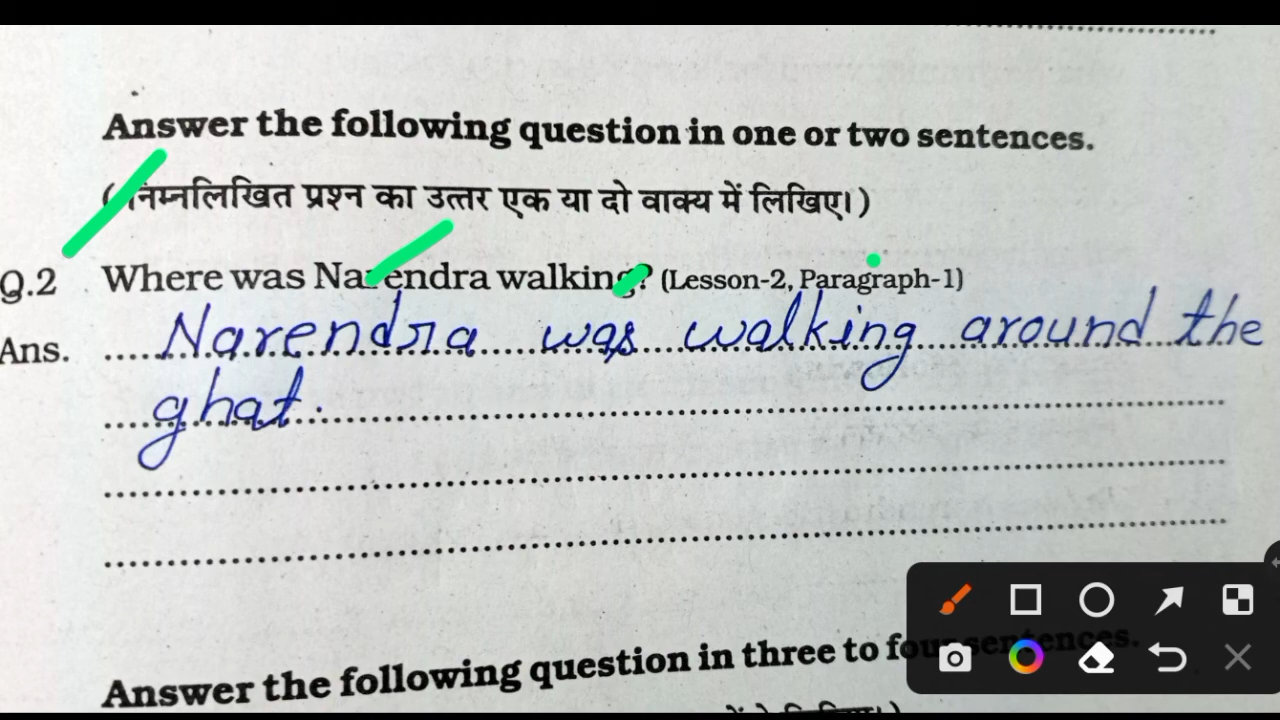 Answer the following question in one or two sentences.
(निम्नलिखित प्रश्न का उत्तर एक या दो वाक्य में लिखिए।)
Q.2 Where was Narendra walking? (Lesson-2, Paragraph-1)
Ans. Narendra was walking around the
ghat.
Answer the following question in three to four sentences.